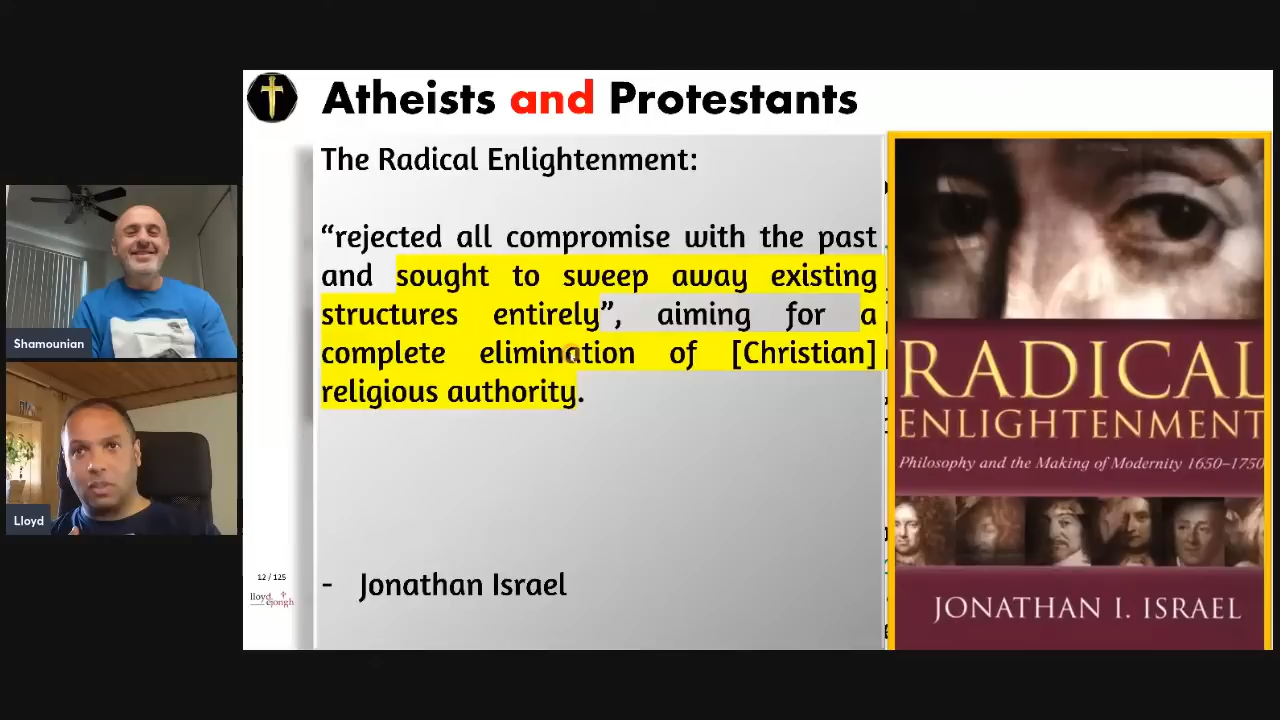 Atheists and Protestants
The Radical Enlightenment:
“rejected all compromise with the past
and sought to sweep away existing
structures entirely”, aiming for a
complete elimination of [Christian]
religious authority.
- Jonathan Israel
12 / 125
lloyd
dejongh
RADICAL
ENLIGHTENMENT
Philosophy and the Making of Modernity 1650–1750
JONATHAN I. ISRAEL
Shamounian
Lloyd